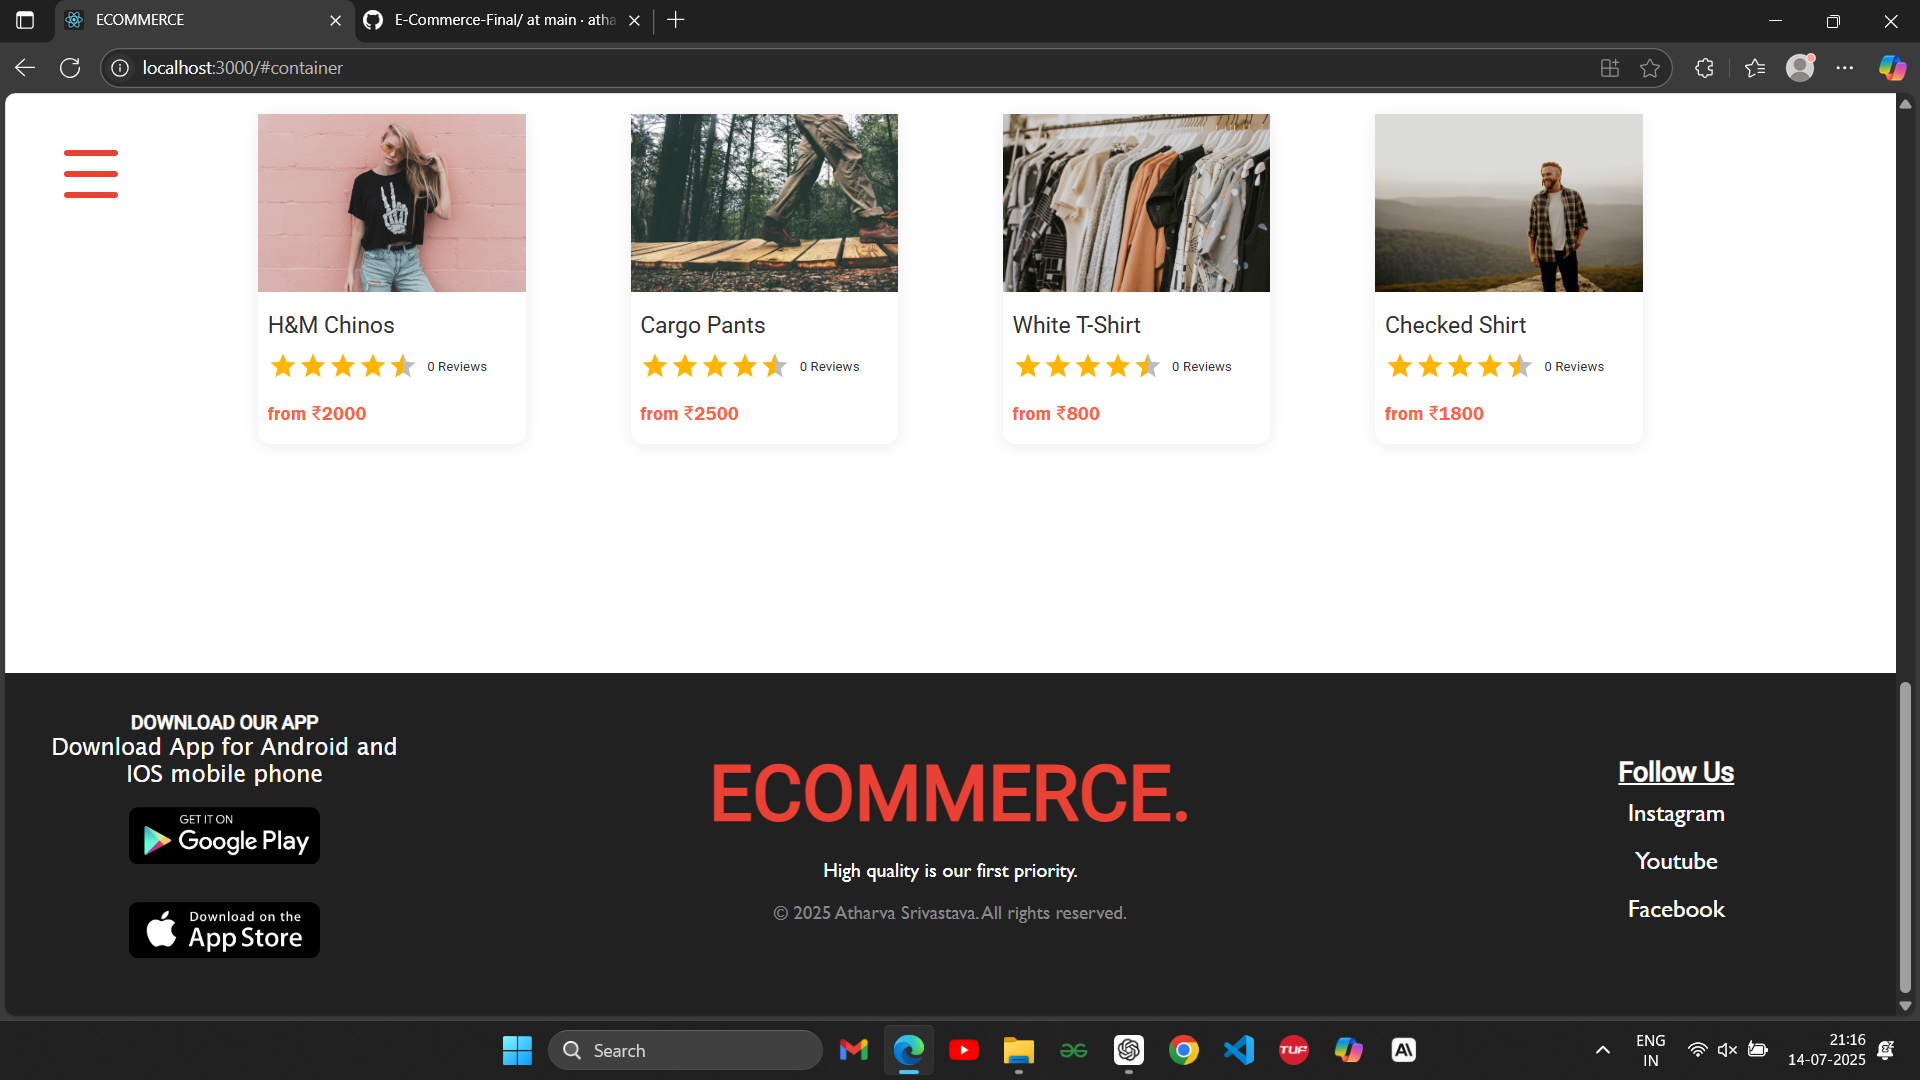 ECOMMERCE
E-Commerce-Final/ at main · atha
localhost:3000/#container
H&M Chinos
0 Reviews
from ₹2000
Cargo Pants
0 Reviews
from ₹2500
White T-Shirt
0 Reviews
from ₹800
Checked Shirt
0 Reviews
from ₹1800
DOWNLOAD OUR APP
Download App for Android and
IOS mobile phone
GET IT ON
Google Play
Download on the
App Store
ECOMMERCE.
High quality is our first priority.
© 2025 Atharva Srivastava. All rights reserved.
Follow Us
Instagram
Youtube
Facebook
Search
TUF
ENG
IN
21:16
14-07-2025